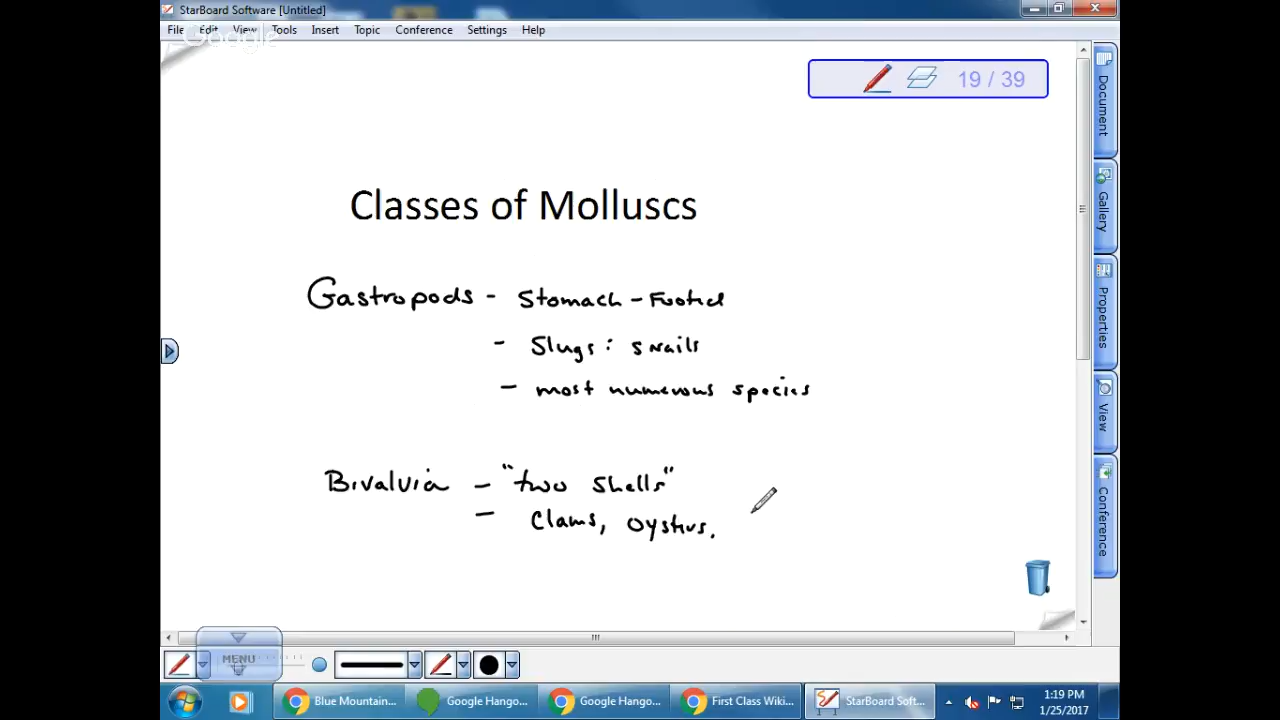 StarBoard Software [Untitled]
File Edit View Tools Insert Topic Conference Settings Help
Google
19 / 39
Classes of Molluscs
Gastropods - Stomach-Footed
- Slugs : snails
- most numerous species
Bivalvia - "two shells"
- Clams, oysters.
Document
Gallery
Properties
View
Conference
MENU
Blue Mountain...
Google Hango...
Google Hango...
First Class Wiki...
StarBoard Soft...
1:19 PM
1/25/2017